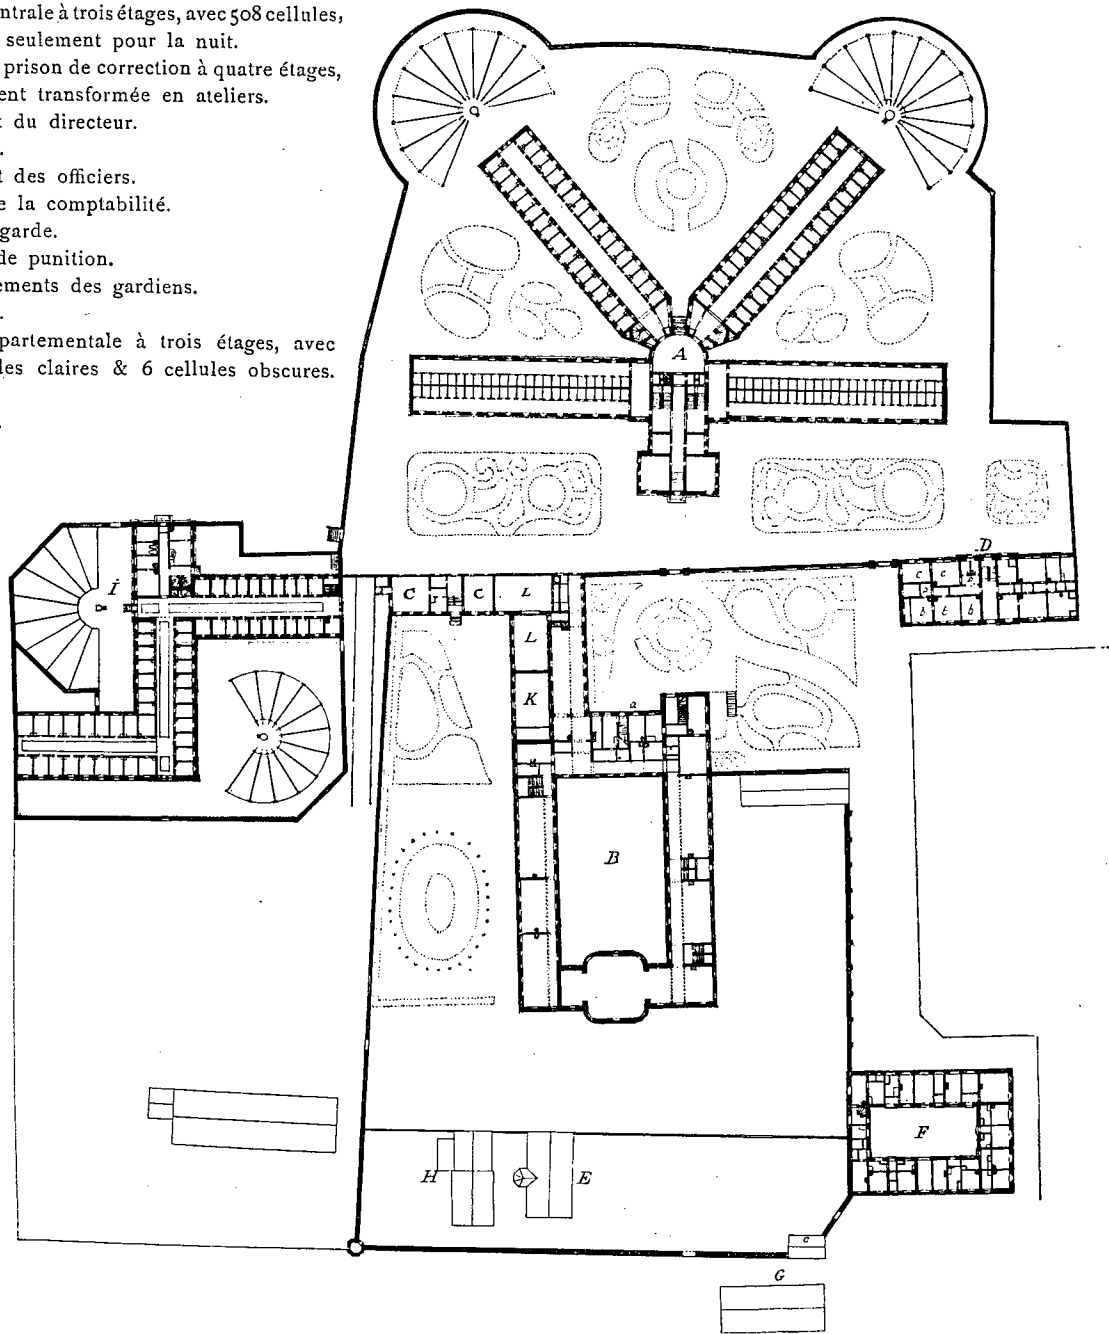 ntrale à trois étages, avec 508 cellules,
seulement pour la nuit.
prison de correction à quatre étages,
ent transformée en ateliers.
t du directeur.
.
t des officiers.
e la comptabilité.
garde.
de punition.
ements des gardiens.
.
partementale à trois étages, avec
les claires & 6 cellules obscures.
.
A
D
c c
b b b
I
C C L
L
K
a
B
F
H E
c
G